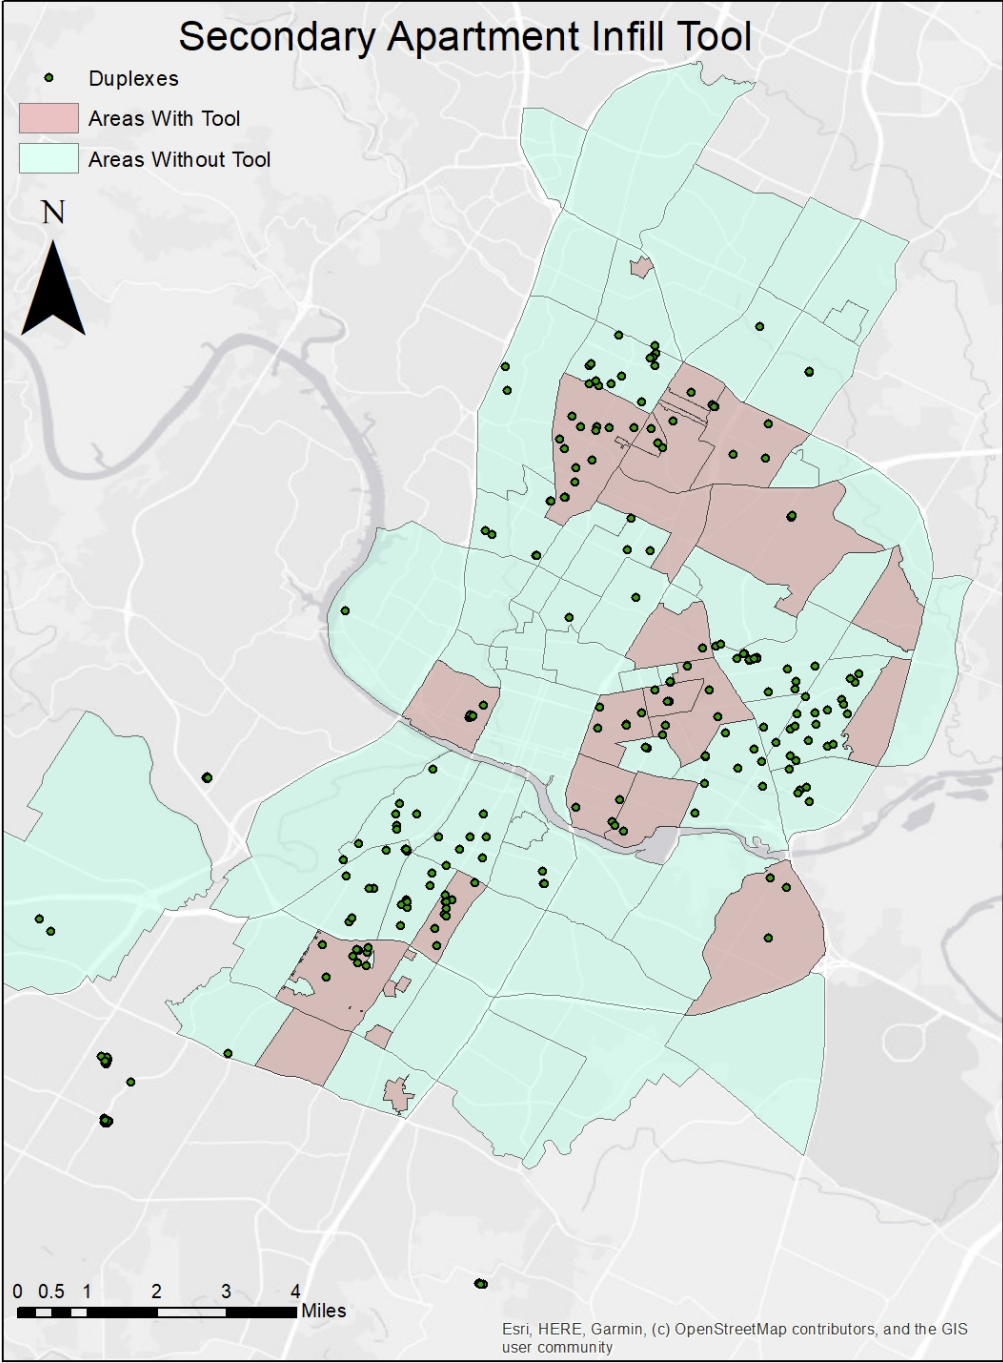 Secondary Apartment Infill Tool
Duplexes
Areas With Tool
Areas Without Tool
N
0 0.5 1 2 3 4
Miles
Esri, HERE, Garmin, (c) OpenStreetMap contributors, and the GIS
user community